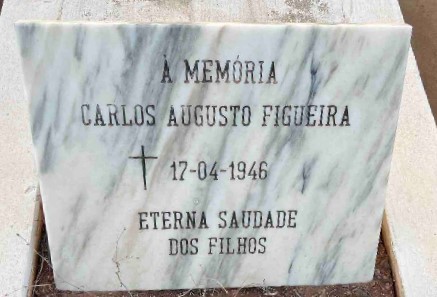 À MEMÓRIA
CARLOS AUGUSTO FIGUEIRA
17-04-1946
ETERNA SAUDADE
DOS FILHOS